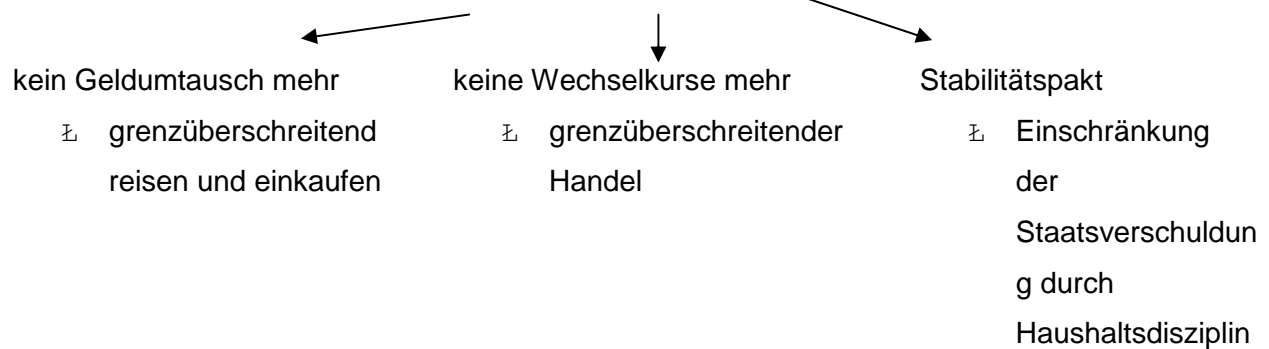 kein Geldumtausch mehr
Ł grenzüberschreitend
reisen und einkaufen
keine Wechselkurse mehr
Ł grenzüberschreitender
Handel
Stabilitätspakt
Ł Einschränkung
der
Staatsverschuldun
g durch
Haushaltsdisziplin